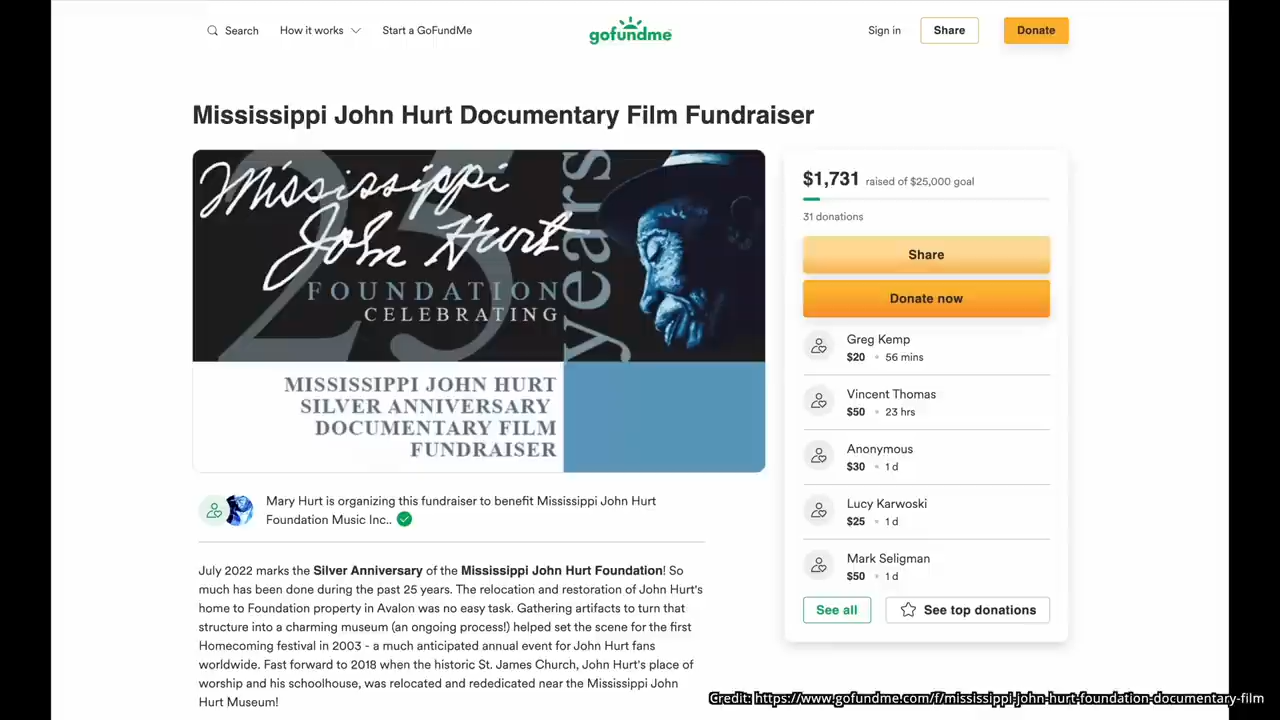 Search
How it works
Start a GoFundMe
gofundme
Sign in
Share
Donate
Mississippi John Hurt Documentary Film Fundraiser
25 years
Mississippi
John Hurt
FOUNDATION
CELEBRATING
MISSISSIPPI JOHN HURT
SILVER ANNIVERSARY
DOCUMENTARY FILM
FUNDRAISER
Mary Hurt is organizing this fundraiser to benefit Mississippi John Hurt
Foundation Music Inc..
July 2022 marks the Silver Anniversary of the Mississippi John Hurt Foundation! So
much has been done during the past 25 years. The relocation and restoration of John Hurt's
home to Foundation property in Avalon was no easy task. Gathering artifacts to turn that
structure into a charming museum (an ongoing process!) helped set the scene for the first
Homecoming festival in 2003 - a much anticipated annual event for John Hurt fans
worldwide. Fast forward to 2018 when the historic St. James Church, John Hurt's place of
worship and his schoolhouse, was relocated and rededicated near the Mississippi John
Hurt Museum!
$1,731 raised of $25,000 goal
31 donations
Share
Donate now
Greg Kemp
$20 • 56 mins
Vincent Thomas
$50 • 23 hrs
Anonymous
$30 • 1 d
Lucy Karwoski
$25 • 1 d
Mark Seligman
$50 • 1 d
See all
See top donations
Credit: https://www.gofundme.com/f/mississippi-john-hurt-foundation-documentary-film